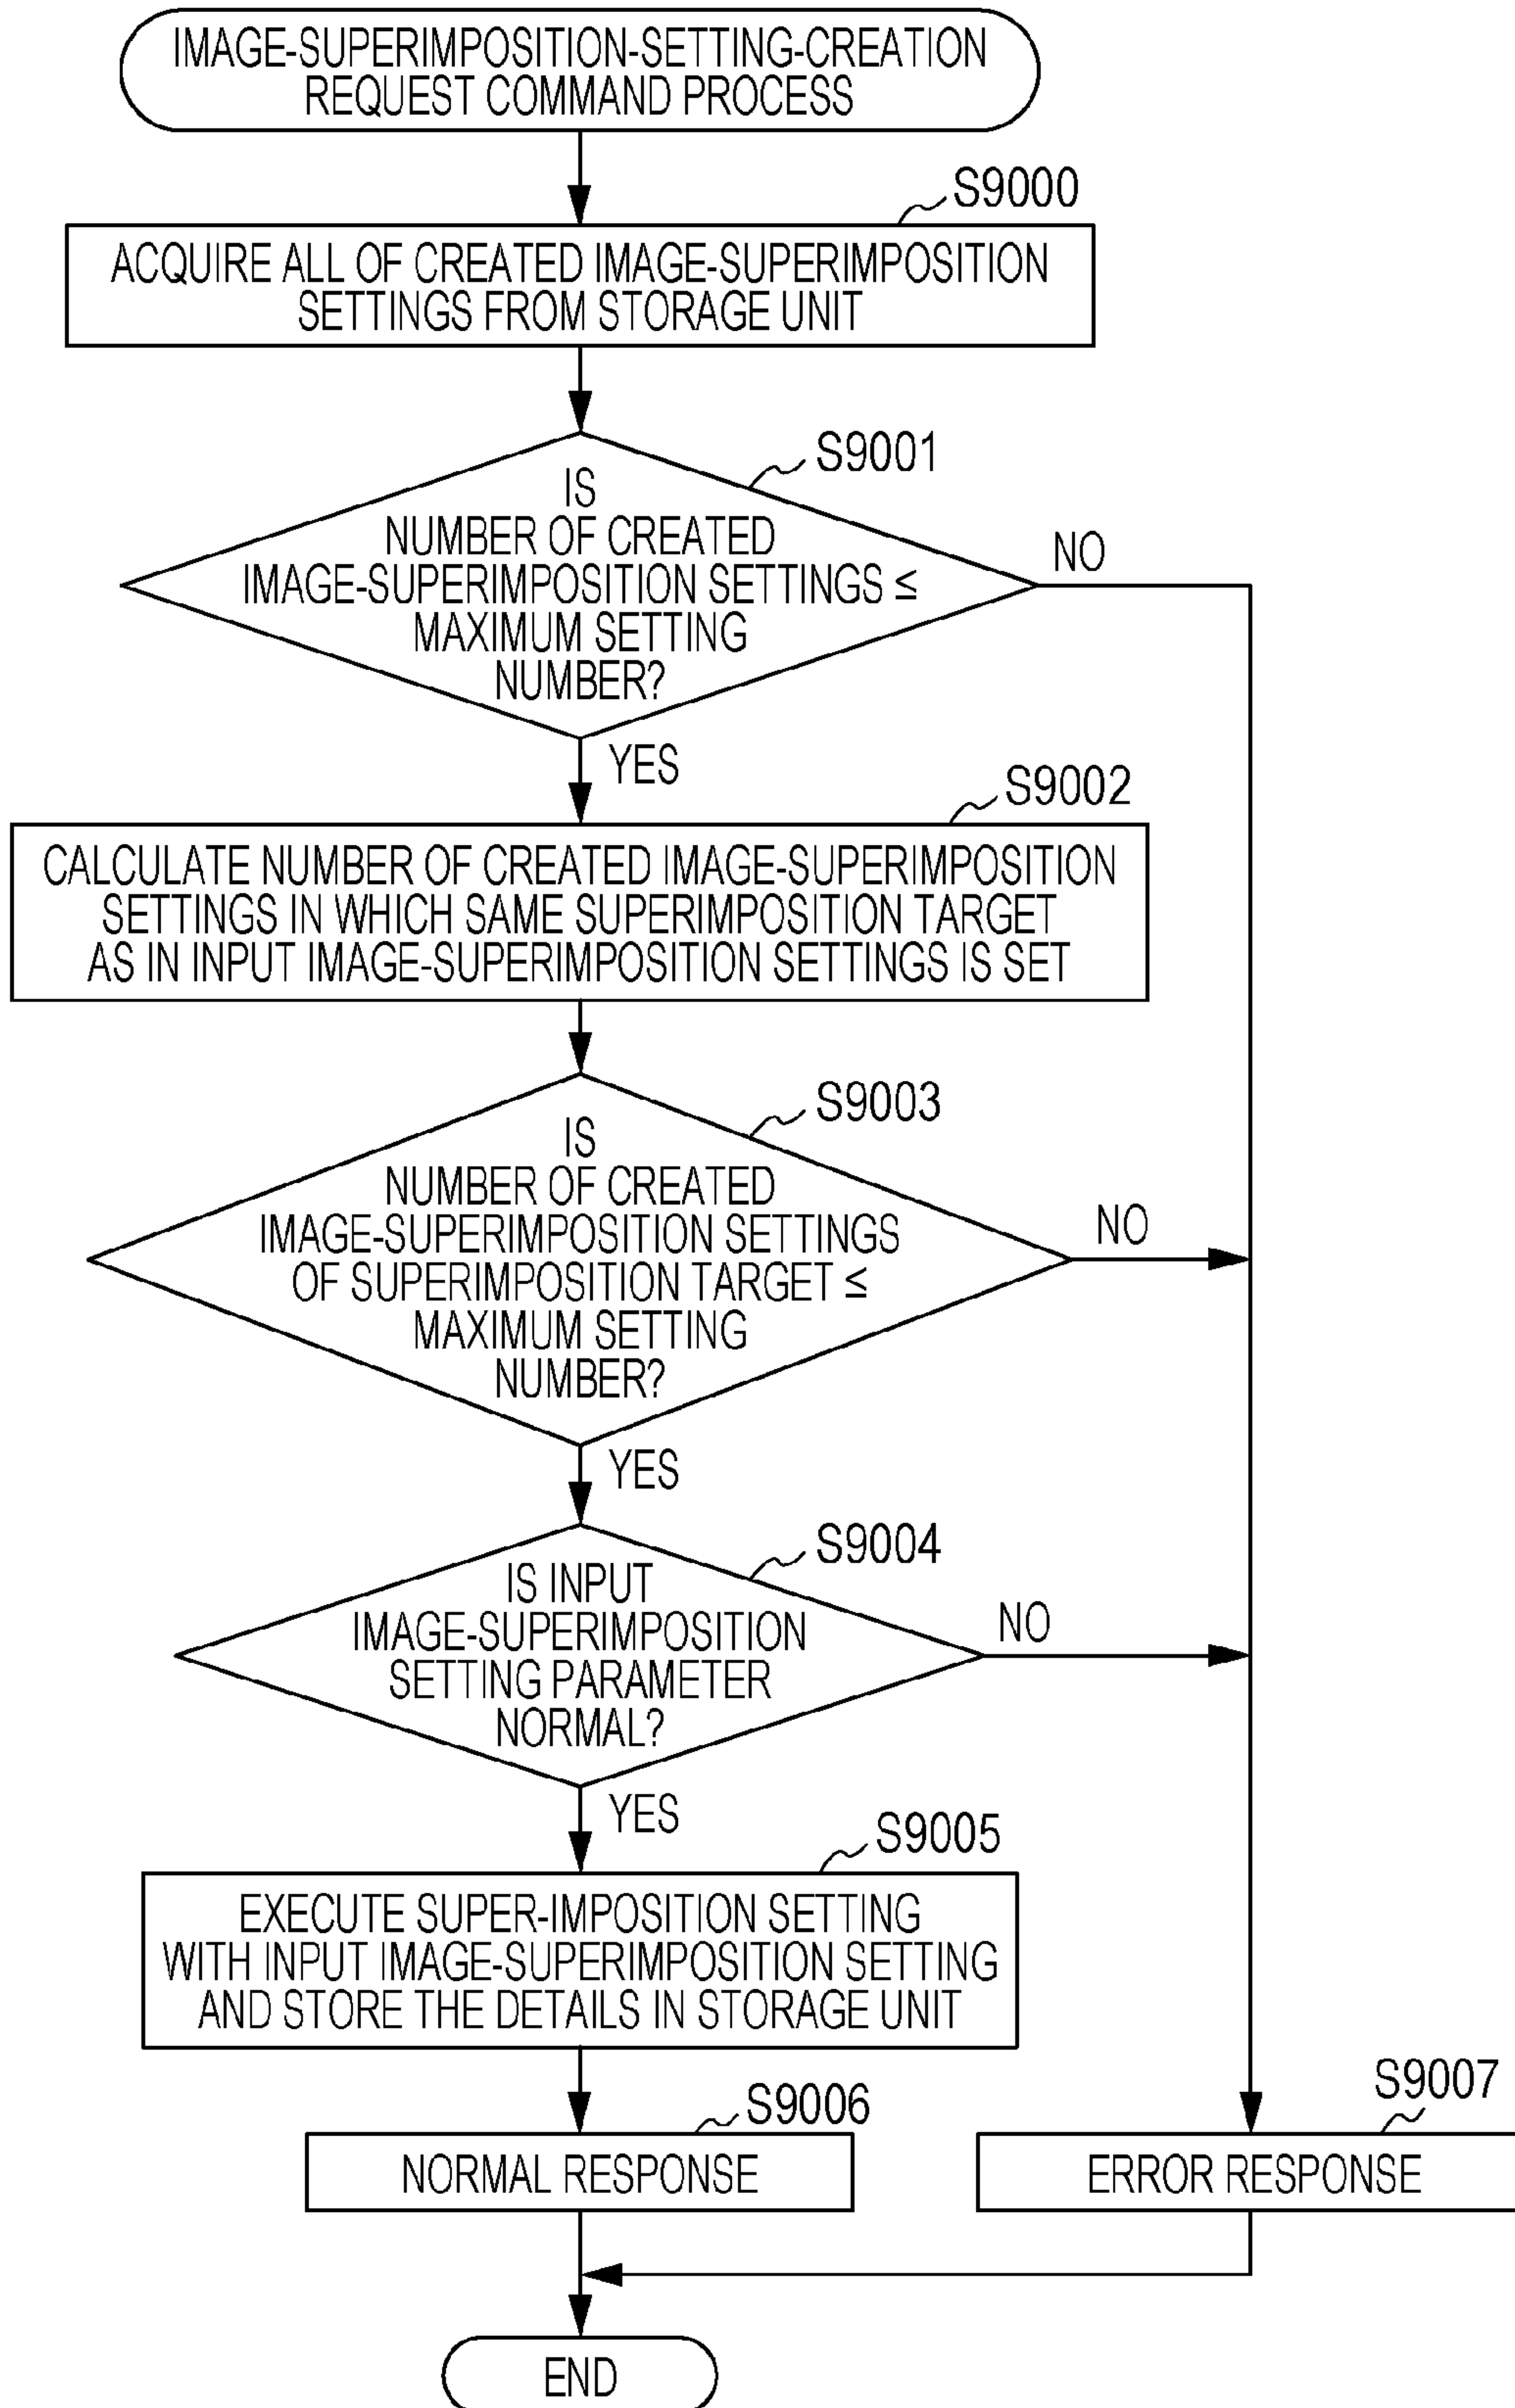 IMAGE-SUPERIMPOSITION-SETTING-CREATION
REQUEST COMMAND PROCESS
S9000
ACQUIRE ALL OF CREATED IMAGE-SUPERIMPOSITION
SETTINGS FROM STORAGE UNIT
S9001
IS
NUMBER OF CREATED
IMAGE-SUPERIMPOSITION SETTINGS ≤
MAXIMUM SETTING
NUMBER?
NO
YES
S9002
CALCULATE NUMBER OF CREATED IMAGE-SUPERIMPOSITION
SETTINGS IN WHICH SAME SUPERIMPOSITION TARGET
AS IN INPUT IMAGE-SUPERIMPOSITION SETTINGS IS SET
S9003
IS
NUMBER OF CREATED
IMAGE-SUPERIMPOSITION SETTINGS
OF SUPERIMPOSITION TARGET ≤
MAXIMUM SETTING
NUMBER?
NO
YES
S9004
IS INPUT
IMAGE-SUPERIMPOSITION
SETTING PARAMETER
NORMAL?
NO
YES
S9005
EXECUTE SUPER-IMPOSITION SETTING
WITH INPUT IMAGE-SUPERIMPOSITION SETTING
AND STORE THE DETAILS IN STORAGE UNIT
S9006
NORMAL RESPONSE
S9007
ERROR RESPONSE
END